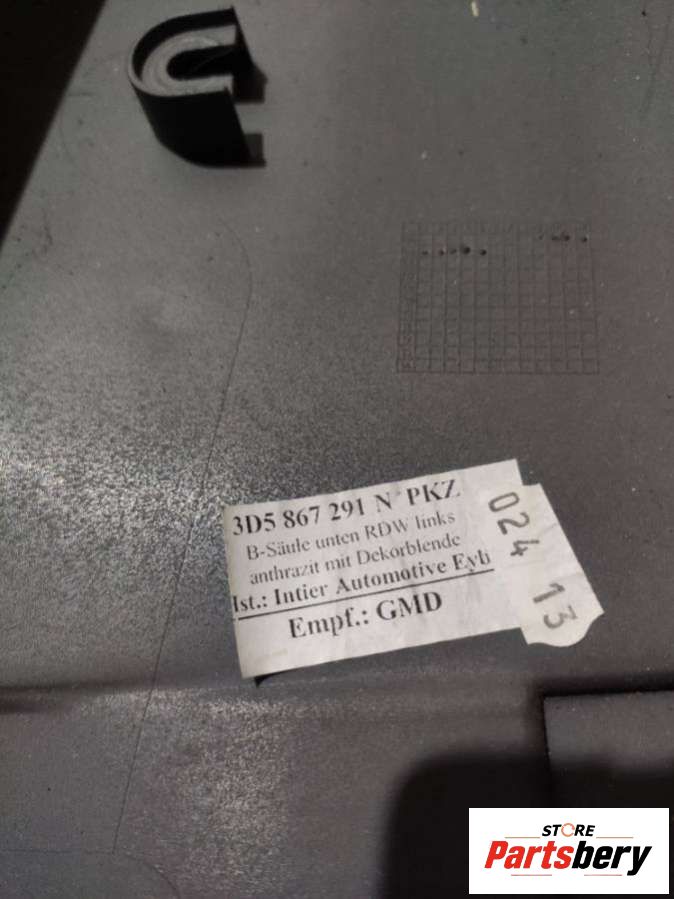 3D5 867 291 N PKZ
B-Säule unten RDW links
anthrazit mit Dekorblende
Ist.: Intier Automotive Eybl
Empf.: GMD
024
13
STORE
Partsbery